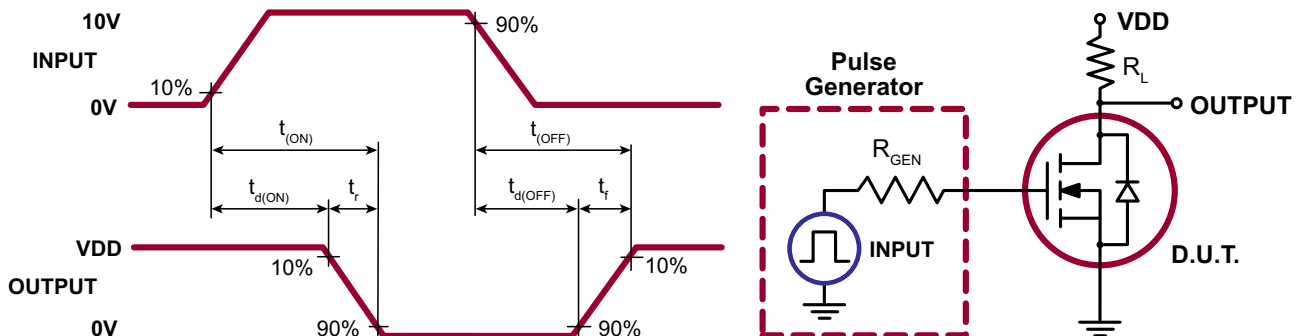 10V
INPUT
0V
10%
90%
t(ON)
t(OFF)
td(ON)
tr
td(OFF)
tf
VDD
OUTPUT
0V
10%
90%
90%
10%
Pulse
Generator
RGEN
INPUT
VDD
RL
OUTPUT
D.U.T.